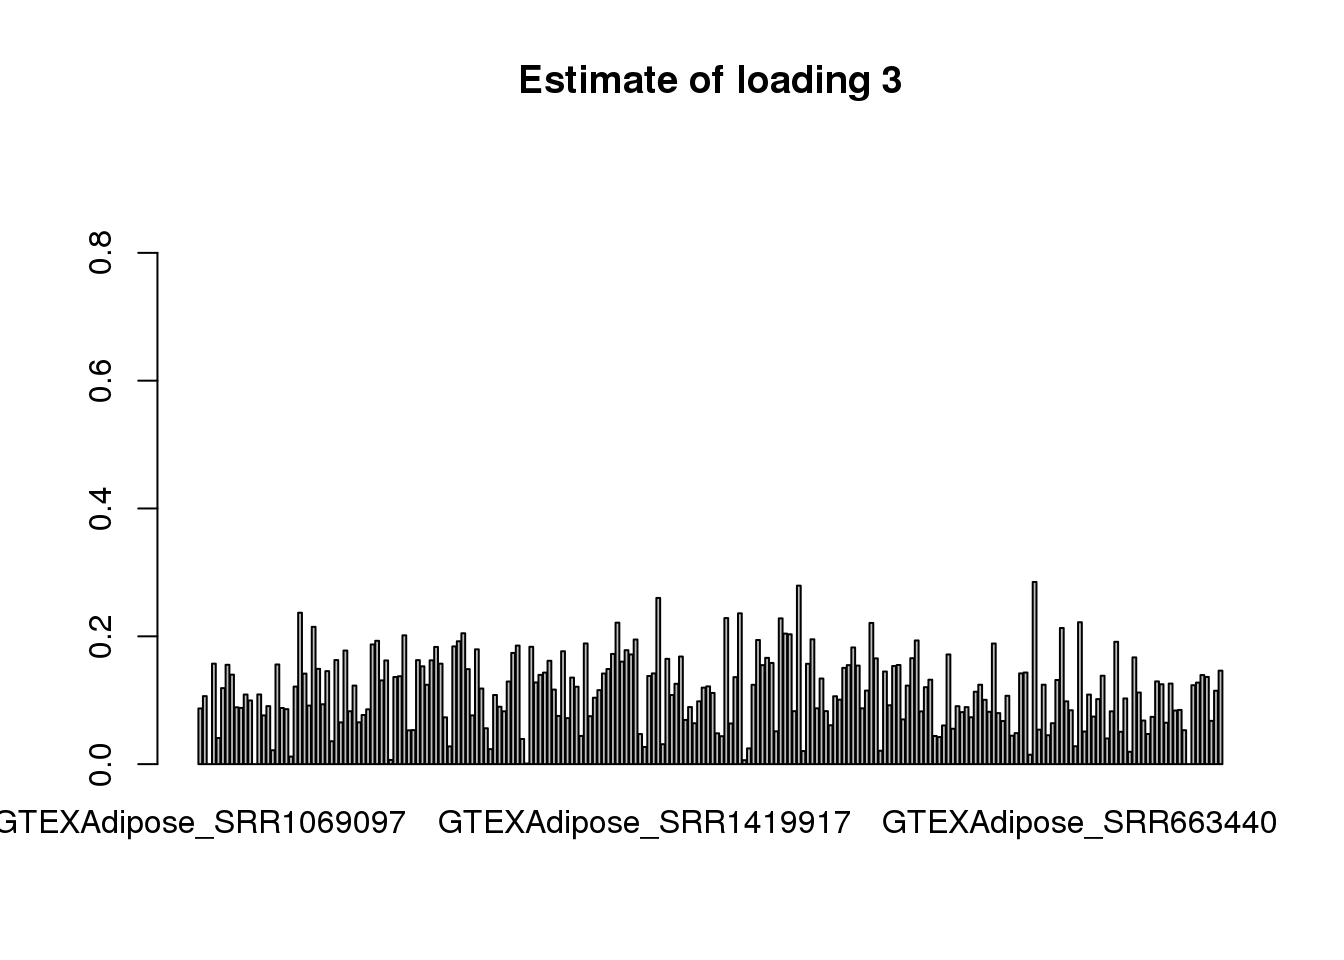 Estimate of loading 3
0.8
0.6
0.4
0.2
0.0
GTEXAdipose_SRR1069097 GTEXAdipose_SRR1419917 GTEXAdipose_SRR663440